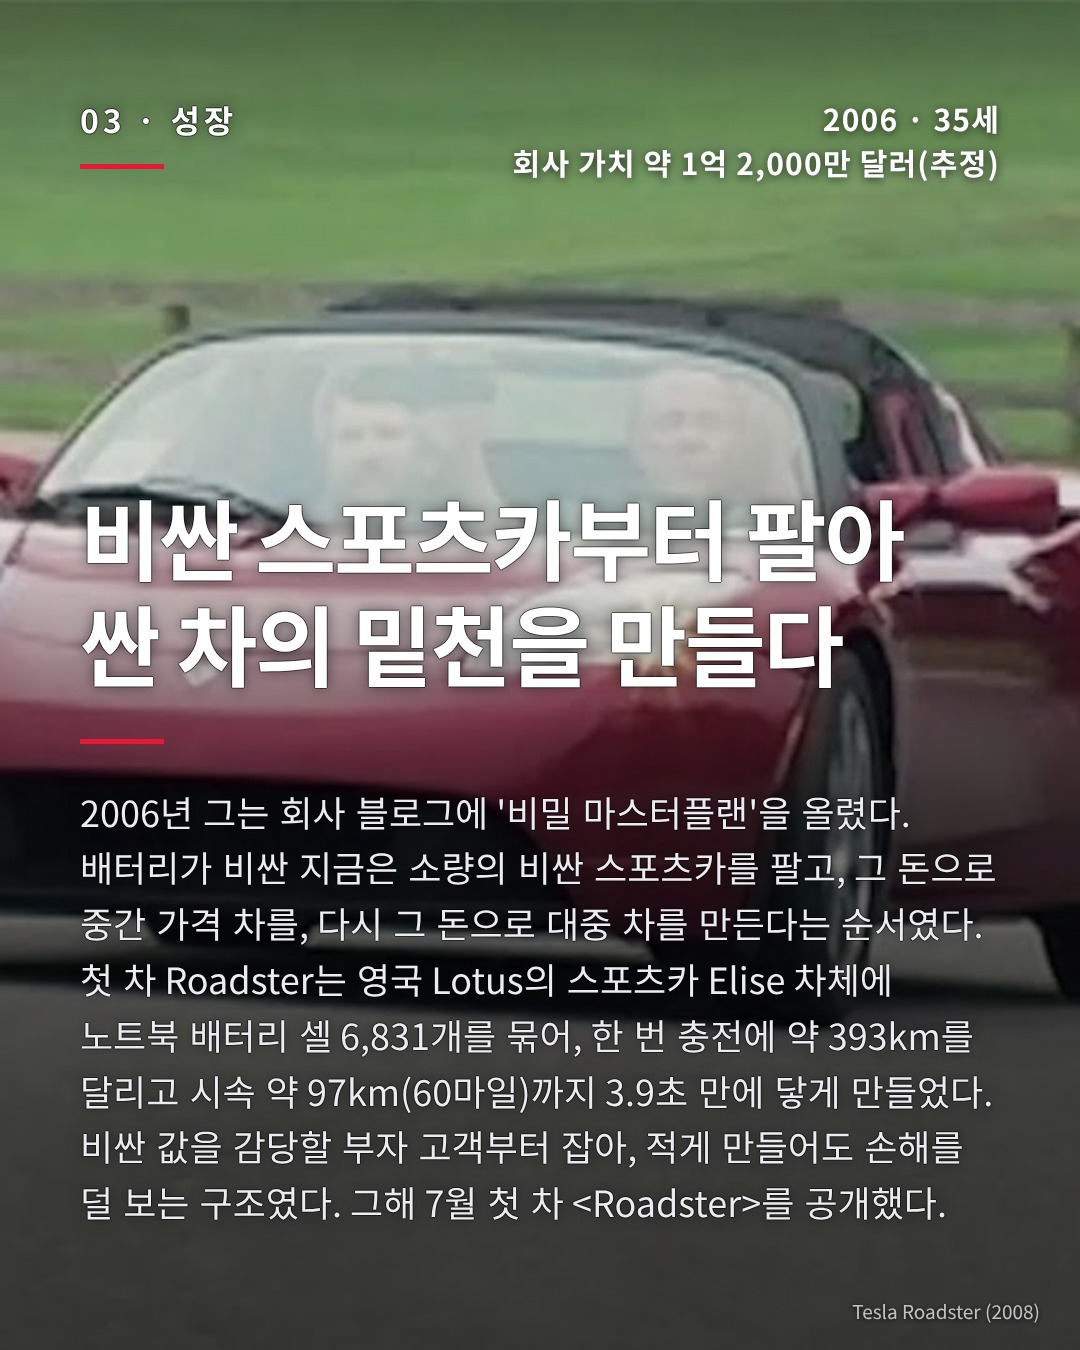 03 · 성장
2006 · 35세
회사 가치 약 1억 2,000만 달러(추정)
비싼 스포츠카부터 팔아
싼 차의 밑천을 만들다
2006년 그는 회사 블로그에 '비밀 마스터플랜'을 올렸다.
배터리가 비싼 지금은 소량의 비싼 스포츠카를 팔고, 그 돈으로
중간 가격 차를, 다시 그 돈으로 대중 차를 만든다는 순서였다.
첫 차 Roadster는 영국 Lotus의 스포츠카 Elise 차체에
노트북 배터리 셀 6,831개를 묶어, 한 번 충전에 약 393km를
달리고 시속 약 97km(60마일)까지 3.9초 만에 닿게 만들었다.
비싼 값을 감당할 부자 고객부터 잡아, 적게 만들어도 손해를
덜 보는 구조였다. 그해 7월 첫 차 <Roadster>를 공개했다.
Tesla Roadster (2008)